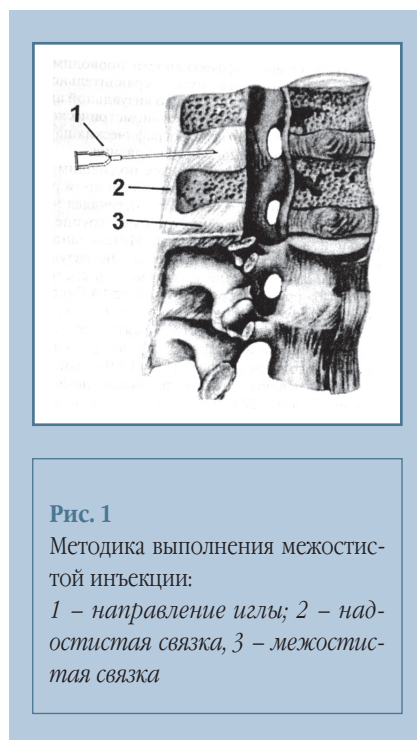 1
2
3
Рис. 1
Методика выполнения межостис-
той инъекции:
1 – направление иглы; 2 – над-
остистая связка, 3 – межостис-
тая связка